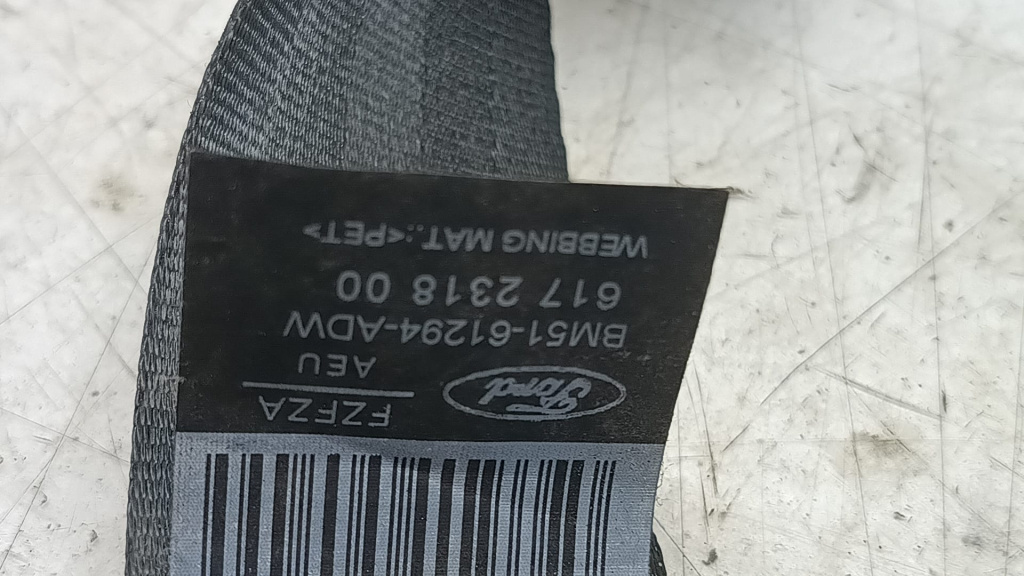 Ford
FZFZA
AEU
BM51-61294-ADW
617 2318 00
WEBBING MAT.:<PET>